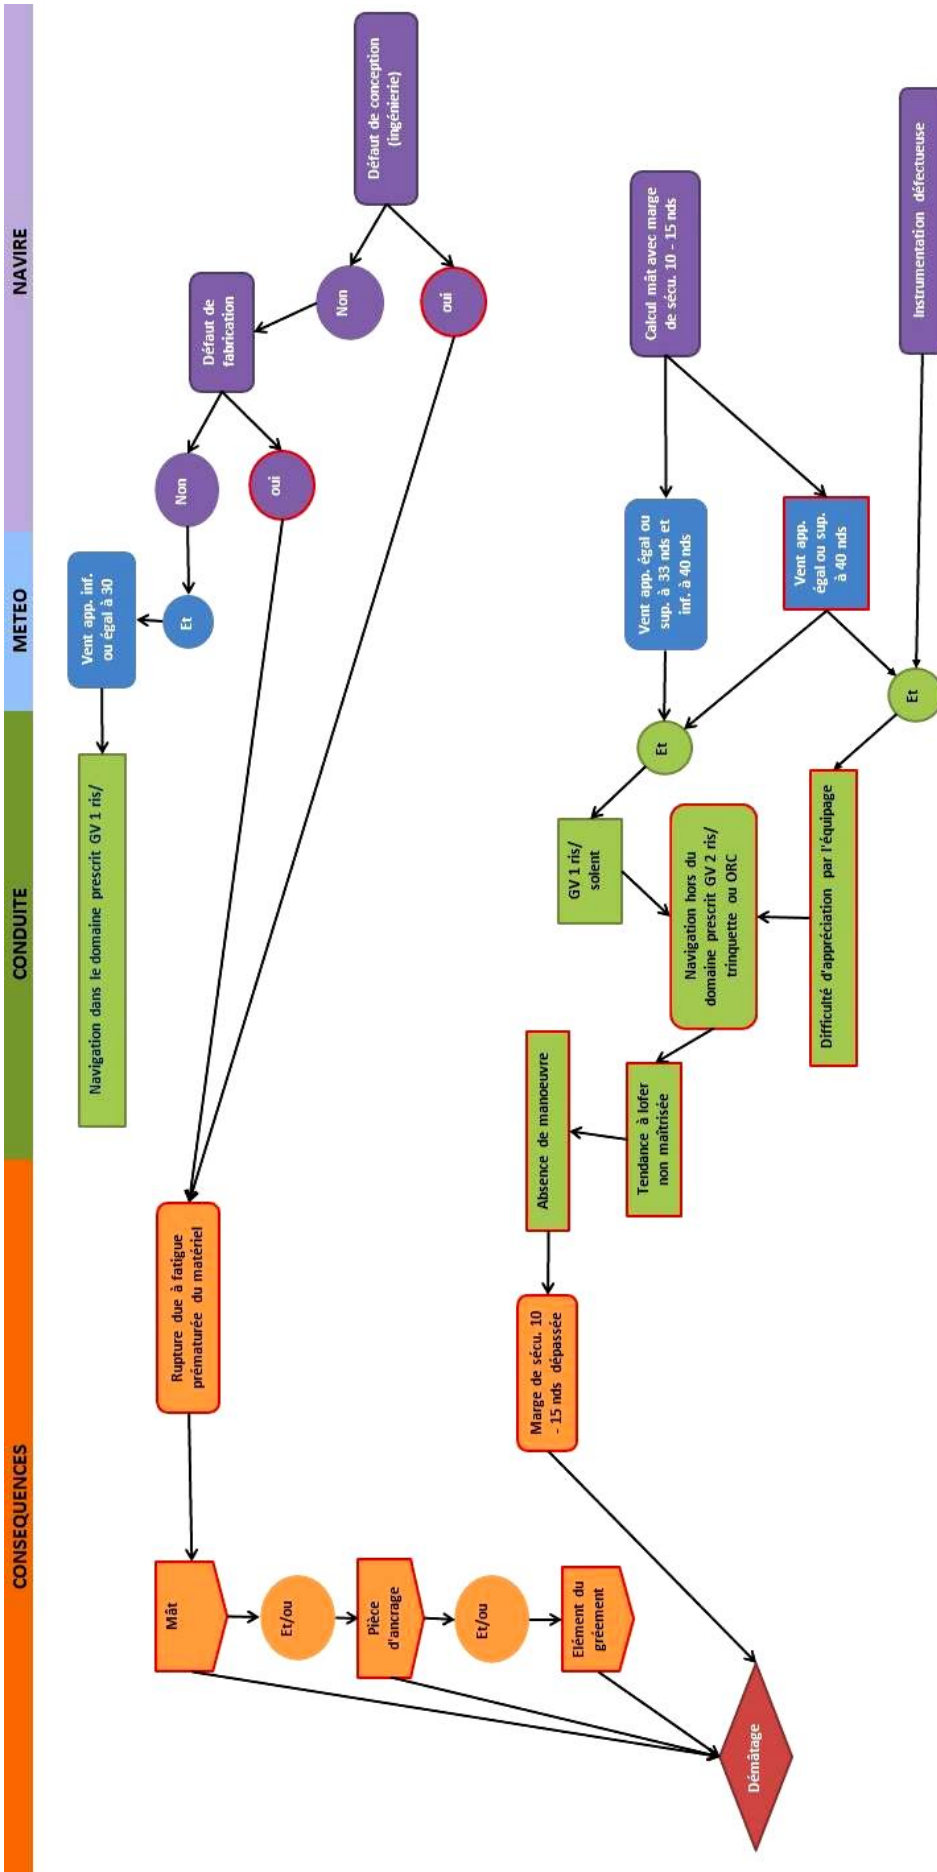 NAVIRE
METEO
CONDUITE
CONSEQUENCES
Défaut de conception
(ingénierie)
Non
oui
Défaut de
fabrication
Non
oui
Et
Vent app. inf.
ou égal à 30
Navigation dans le domaine prescrit GV 1 ris/
Rupture due à fatigue
prématurée du matériel
Mât
Et/ou
Pièce
d'ancrage
Et/ou
Elément du
gréement
Démâtage
Calcul mât avec marge
de sécu. 10 - 15 nds
Vent app. égal ou
sup. à 33 nds et
inf. à 40 nds
Vent app.
égal ou sup.
à 40 nds
Instrumentation défectueuse
Et
Et
GV 1 ris/
solent
Navigation hors du
domaine prescrit GV 2 ris/
trinquette ou ORC
Difficulté d'appréciation par l'équipage
Tendance à lofer
non maîtrisée
Absence de manoeuvre
Marge de sécu. 10
- 15 nds dépassée